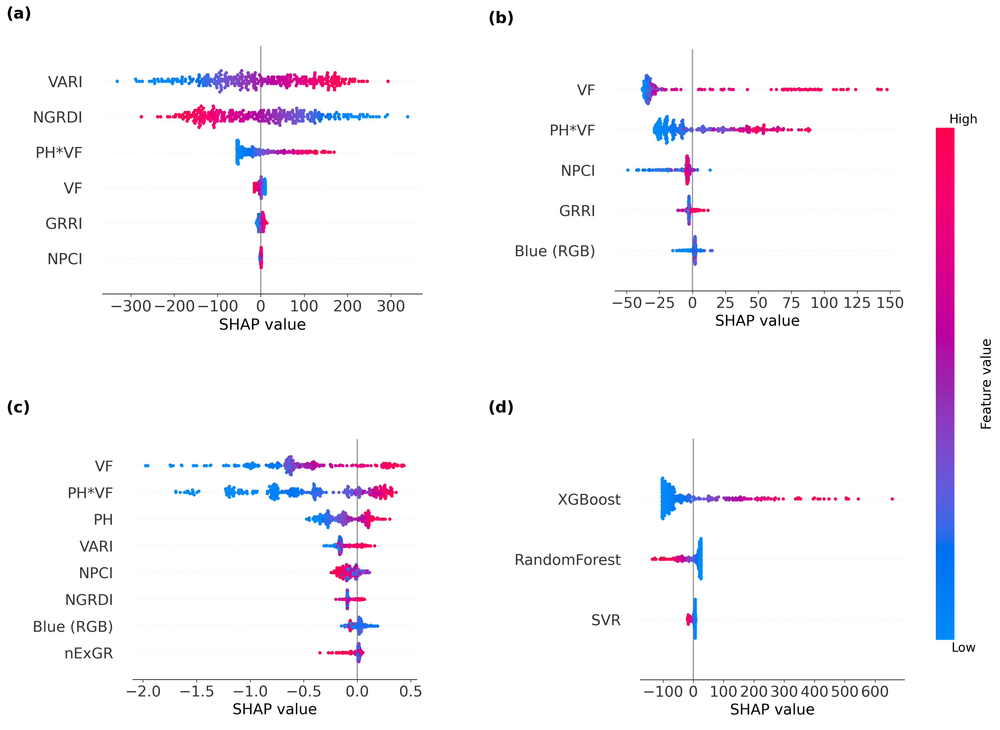 (a)
VARI
NGRDI
PH*VF
VF
GRRI
NPCI
−300 −200 −100 0 100 200 300
SHAP value
(b)
VF
PH*VF
NPCI
GRRI
Blue (RGB)
−50 −25 0 25 50 75 100 125 150
SHAP value
(c)
VF
PH*VF
PH
VARI
NPCI
NGRDI
Blue (RGB)
nExGR
−2.0 −1.5 −1.0 −0.5 0.0 0.5
SHAP value
(d)
XGBoost
RandomForest
SVR
−100 0 100 200 300 400 500 600
SHAP value
High
Feature value
Low